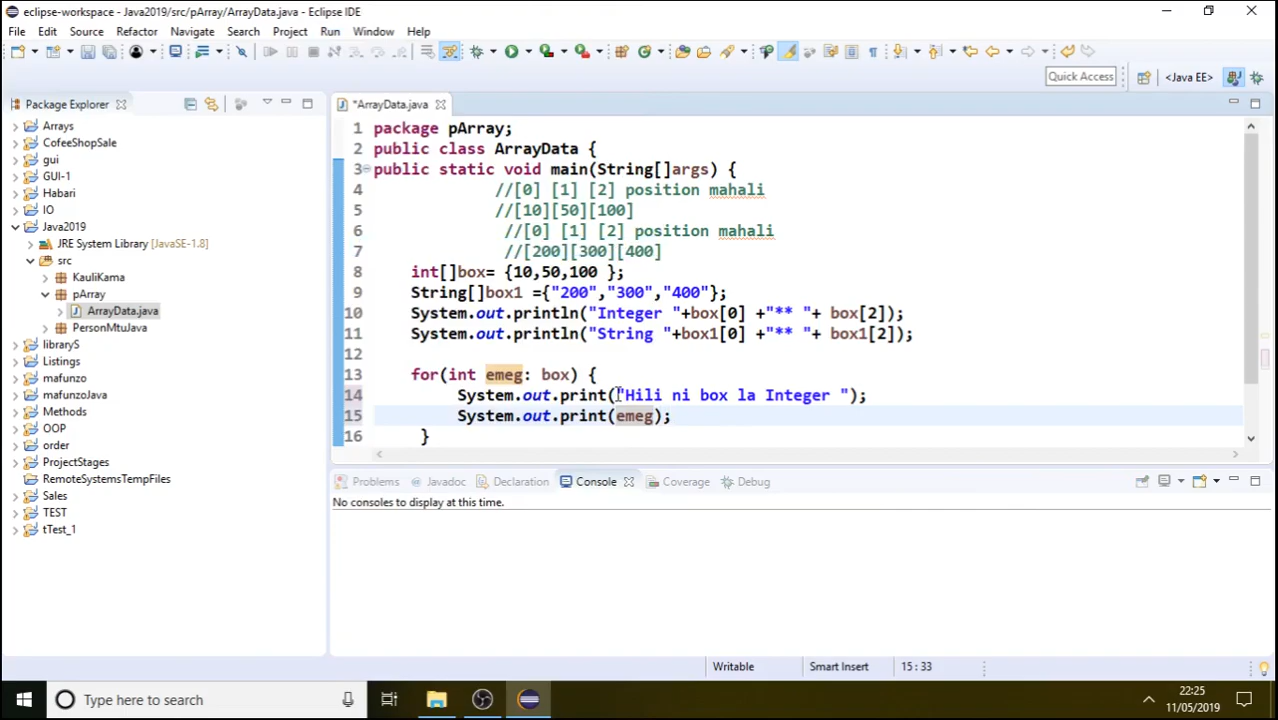 eclipse-workspace - Java2019/src/pArray/ArrayData.java - Eclipse IDE
File Edit Source Refactor Navigate Search Project Run Window Help
Quick Access <Java EE>
Package Explorer
Arrays
CofeeShopSale
gui
GUI-1
Habari
IO
Java2019
JRE System Library [JavaSE-1.8]
src
KauliKama
pArray
ArrayData.java
PersonMtuJava
libraryS
Listings
mafunzo
mafunzoJava
Methods
OOP
order
ProjectStages
RemoteSystemsTempFiles
Sales
TEST
tTest_1
*ArrayData.java
1 package pArray;
2 public class ArrayData {
3 public static void main(String[]args) {
4 //[0] [1] [2] position mahali
5 //[10][50][100]
6 //[0] [1] [2] position mahali
7 //[200][300][400]
8 int[]box= {10,50,100 };
9 String[]box1 ={"200","300","400"};
10 System.out.println("Integer "+box[0] +"** "+ box[2]);
11 System.out.println("String "+box1[0] +"** "+ box1[2]);
12
13 for(int emeg: box) {
14 System.out.print("Hili ni box la Integer ");
15 System.out.print(emeg);
16 }
Problems Javadoc Declaration Console Coverage Debug
No consoles to display at this time.
Writable Smart Insert 15 : 33
Type here to search
22:25
11/05/2019